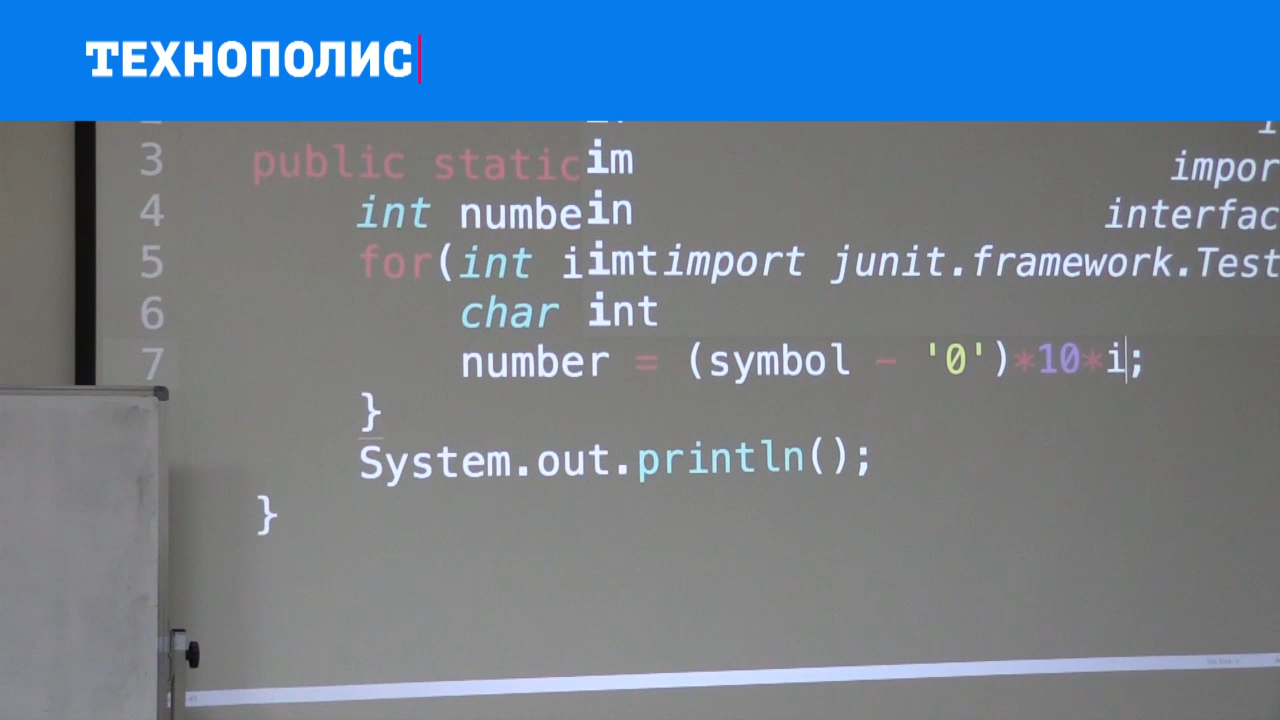 ТЕХНОПОЛИС
3 public static im impor
4 int numbe in interfac
5 for(int i imt import junit.framework.Test
6 char int
7 number = (symbol - '0')*10*i;
}
System.out.println();
}